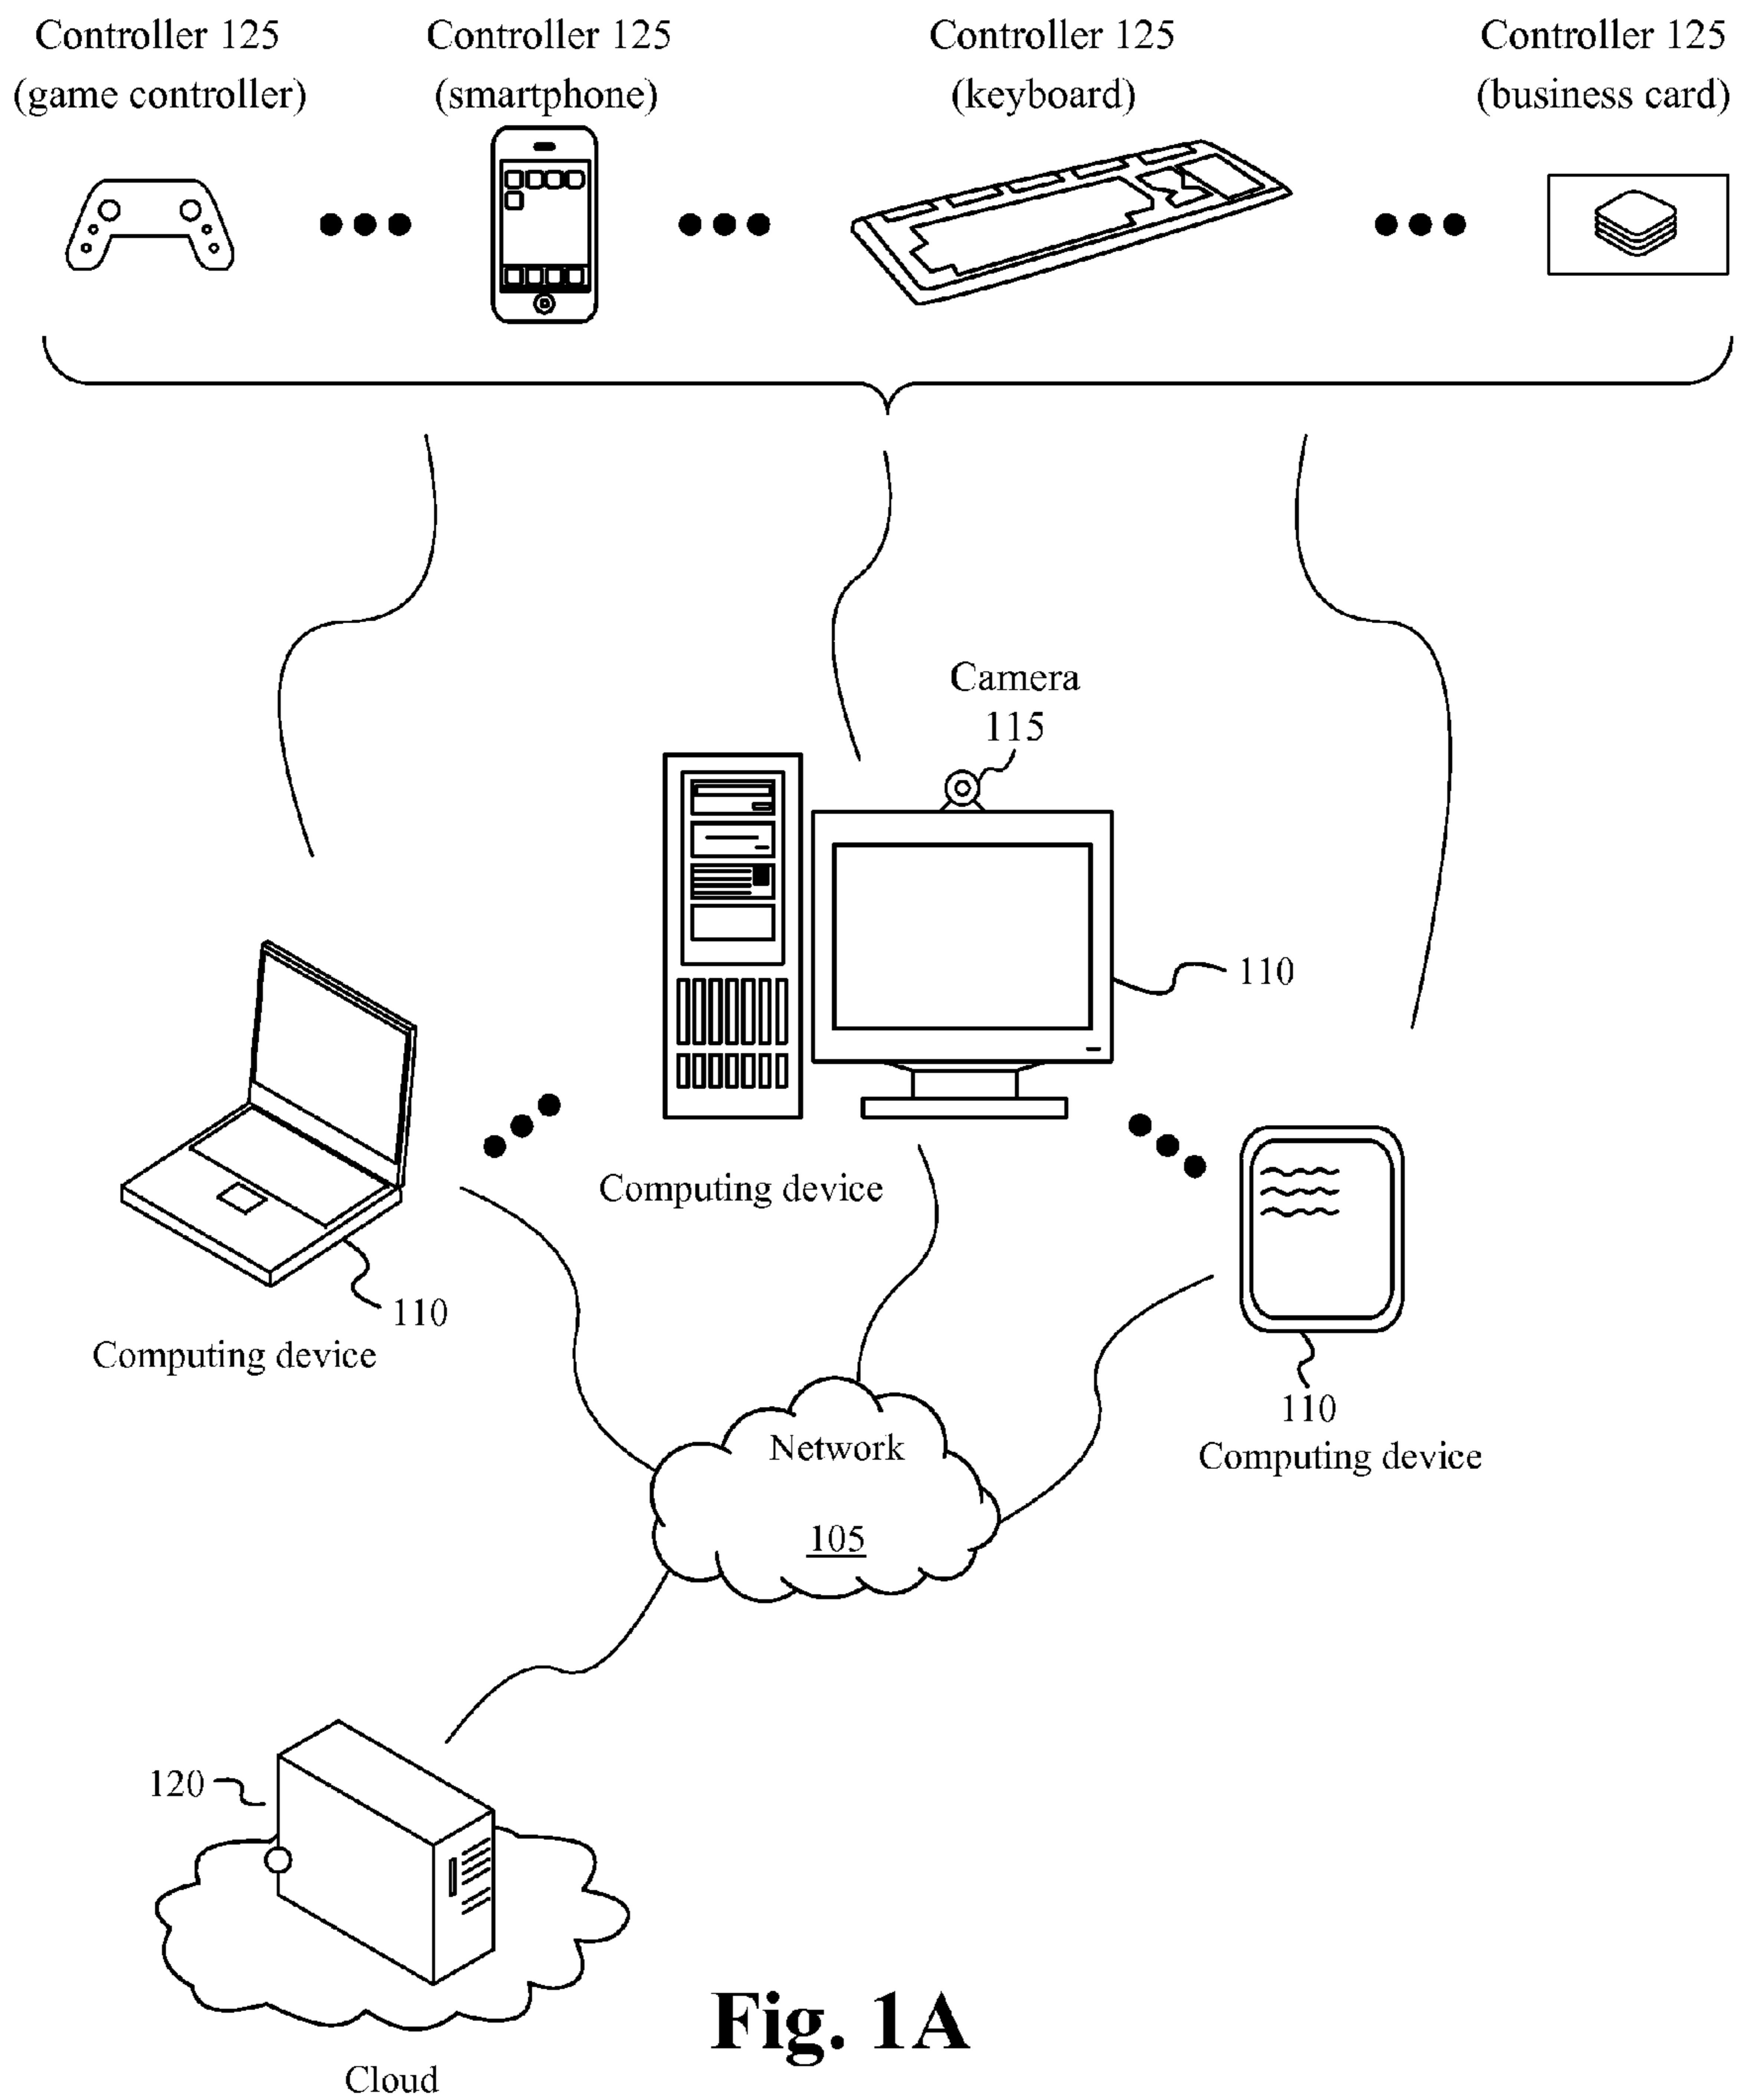 Controller 125
(game controller)
Controller 125
(smartphone)
Controller 125
(keyboard)
Controller 125
(business card)
Camera
115
110
Computing device
110
Computing device
110
Computing device
Network
105
120
Cloud
Fig. 1A